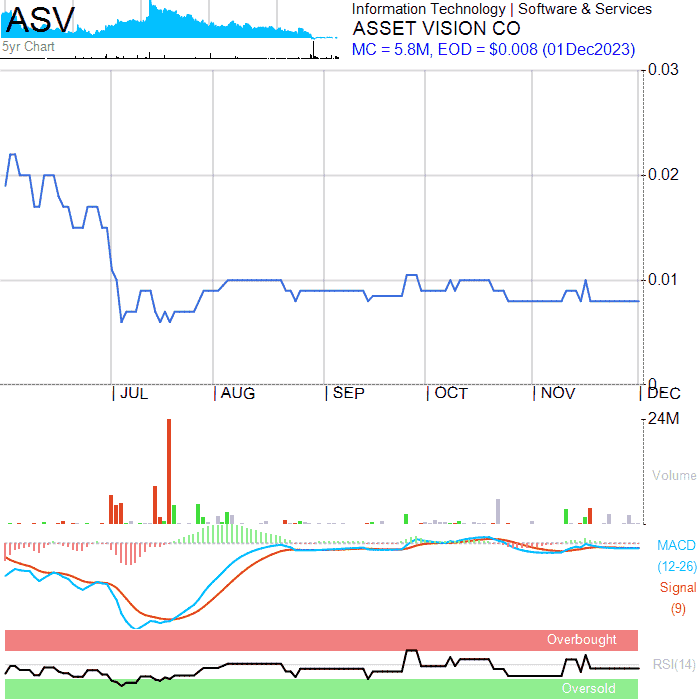 ASV
5yr Chart
Information Technology | Software & Services
ASSET VISION CO
MC = 5.8M, EOD = $0.008 (01Dec2023)
0.03
0.02
0.01
0
JUL AUG SEP OCT NOV DEC
24M
Volume
MACD
(12-26)
Signal
(9)
Overbought
RSI(14)
Oversold